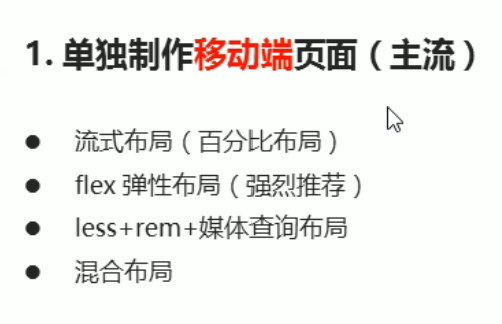 1. 单独制作移动端页面（主流）
● 流式布局（百分比布局）
● flex 弹性布局（强烈推荐）
● less+rem+媒体查询布局
● 混合布局